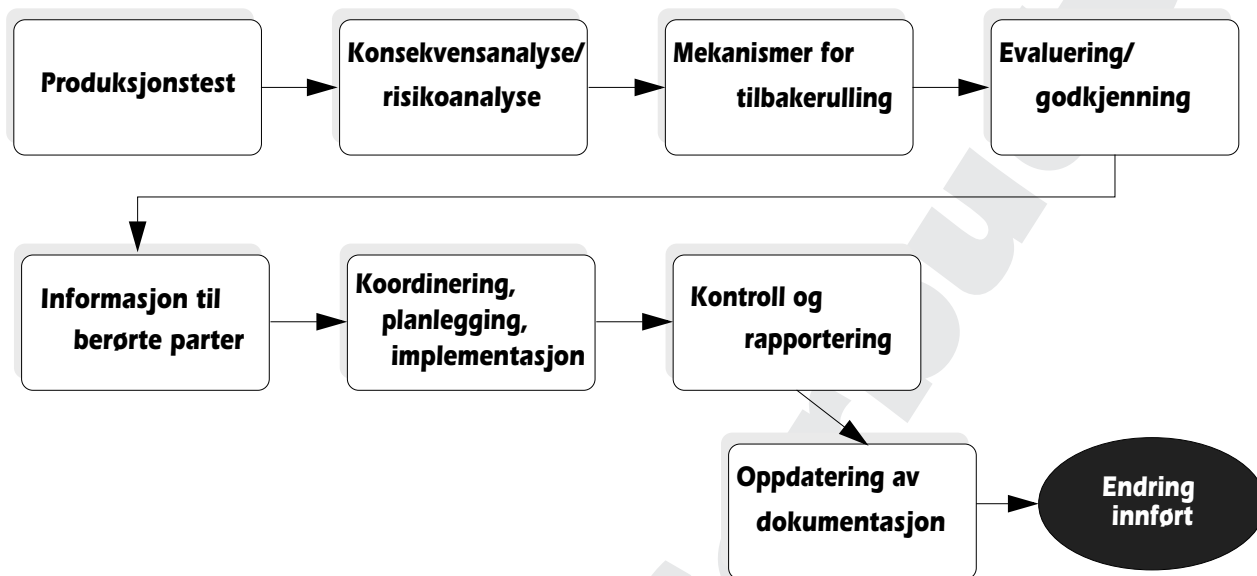 Produksjonstest
Konsekvensanalyse/
risikoanalyse
Mekanismer for
tilbakerulling
Evaluering/
godkjenning
Informasjon til
berørte parter
Koordinering,
planlegging,
implementasjon
Kontroll og
rapportering
Oppdatering av
dokumentasjon
Endring
innført